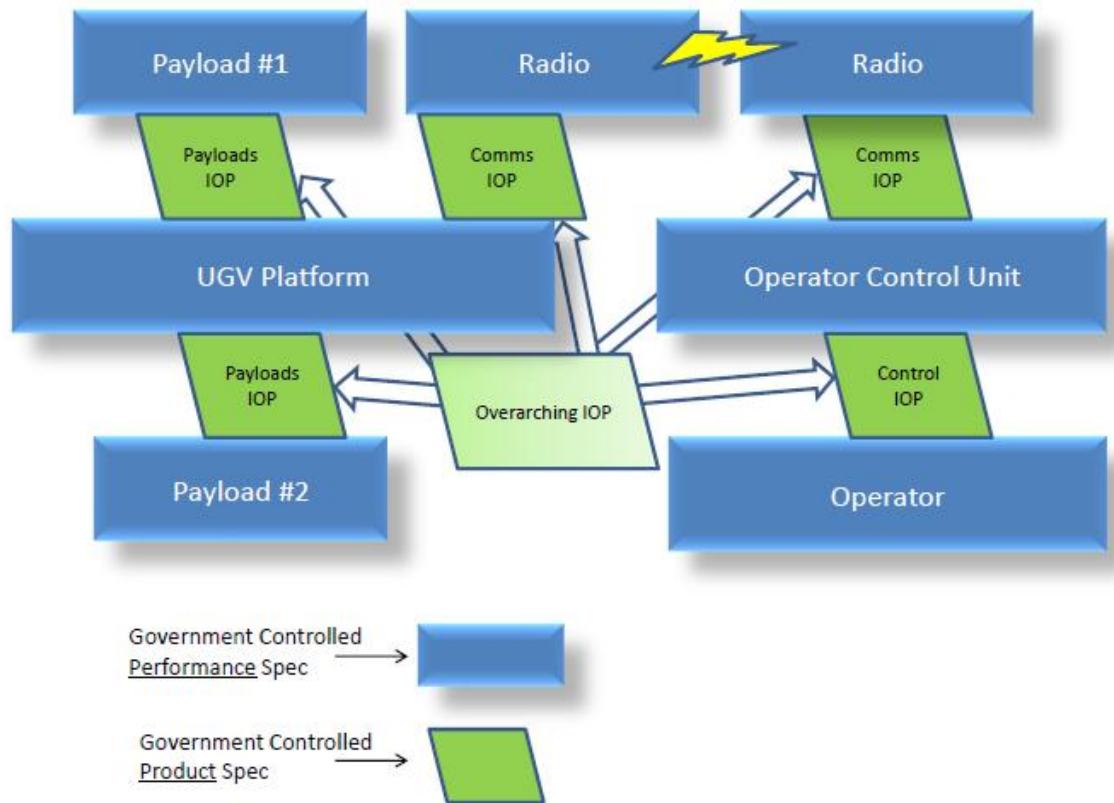 Payload #1
Radio
Radio
Payloads
IOP
Comms
IOP
Comms
IOP
UGV Platform
Operator Control Unit
Payloads
IOP
Overarching IOP
Control
IOP
Payload #2
Operator
Government Controlled
Performance Spec
Government Controlled
Product Spec